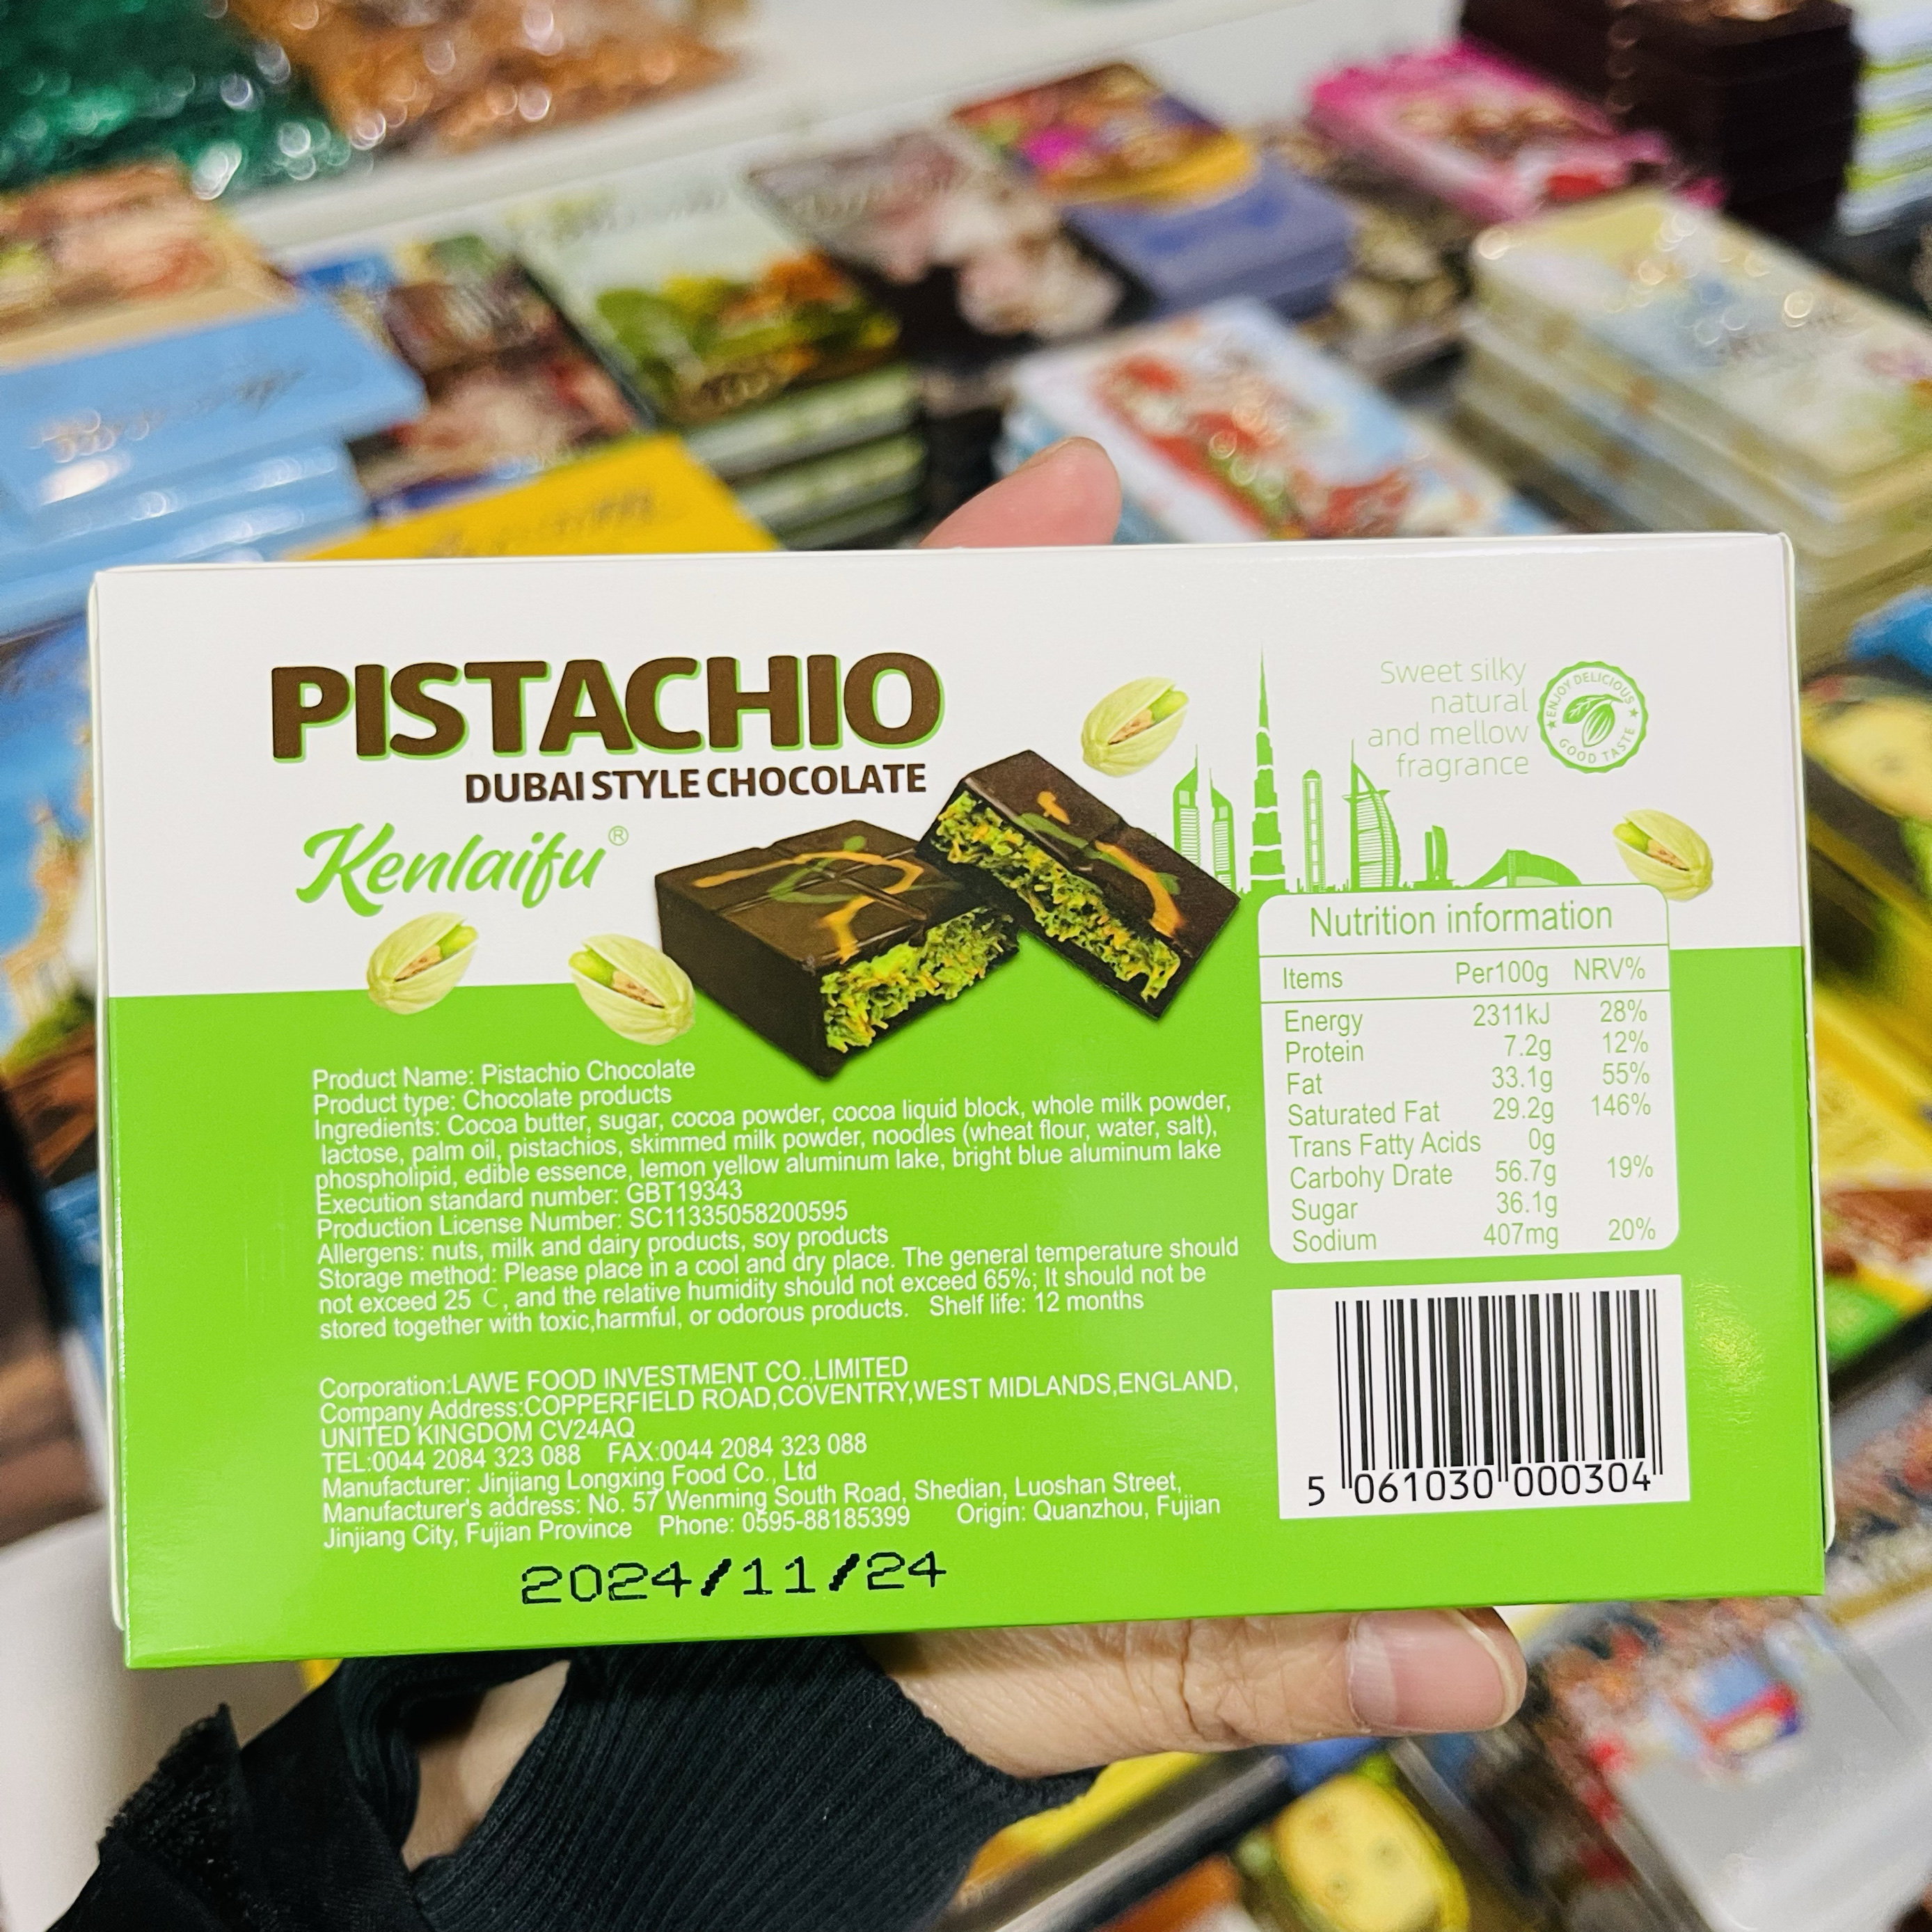 PISTACHIO
DUBAI STYLE CHOCOLATE
Kenlaifu®
Sweet silky
natural
and mellow
fragrance
ENJOY DELICIOUS
GOOD TASTE
Product Name: Pistachio Chocolate
Product type: Chocolate products
Ingredients: Cocoa butter, sugar, cocoa powder, cocoa liquid block, whole milk powder,
lactose, palm oil, pistachios, skimmed milk powder, noodles (wheat flour, water, salt),
phospholipid, edible essence, lemon yellow aluminum lake, bright blue aluminum lake
Execution standard number: GBT19343
Production License Number: SC11335058200595
Allergens: nuts, milk and dairy products, soy products
Storage method: Please place in a cool and dry place. The general temperature should
not exceed 25 ℃, and the relative humidity should not exceed 65%; It should not be
stored together with toxic,harmful, or odorous products. Shelf life: 12 months
Corporation:LAWE FOOD INVESTMENT CO.,LIMITED
Company Address:COPPERFIELD ROAD,COVENTRY,WEST MIDLANDS,ENGLAND,
UNITED KINGDOM CV24AQ
TEL:0044 2084 323 088 FAX:0044 2084 323 088
Manufacturer: Jinjiang Longxing Food Co., Ltd
Manufacturer's address: No. 57 Wenming South Road, Shedian, Luoshan Street,
Jinjiang City, Fujian Province Phone: 0595-88185399 Origin: Quanzhou, Fujian
2024/11/24
Nutrition information
Items Per100g NRV%
Energy 2311kJ 28%
Protein 7.2g 12%
Fat 33.1g 55%
Saturated Fat 29.2g 146%
Trans Fatty Acids 0g
Carbohy Drate 56.7g 19%
Sugar 36.1g
Sodium 407mg 20%
5 061030 000304